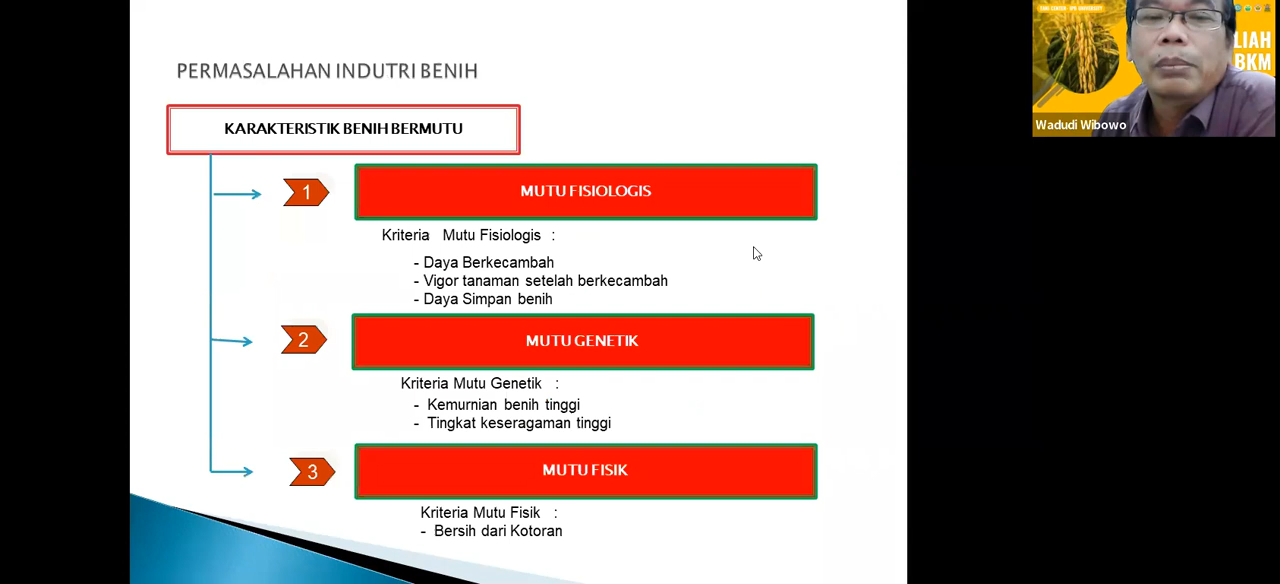 PERMASALAHAN INDUTRI BENIH
KARAKTERISTIK BENIH BERMUTU
1
MUTU FISIOLOGIS
Kriteria Mutu Fisiologis :
- Daya Berkecambah
- Vigor tanaman setelah berkecambah
- Daya Simpan benih
2
MUTU GENETIK
Kriteria Mutu Genetik :
- Kemurnian benih tinggi
- Tingkat keseragaman tinggi
3
MUTU FISIK
Kriteria Mutu Fisik :
- Bersih dari Kotoran
LIAH
BKM
Wadudi Wibowo